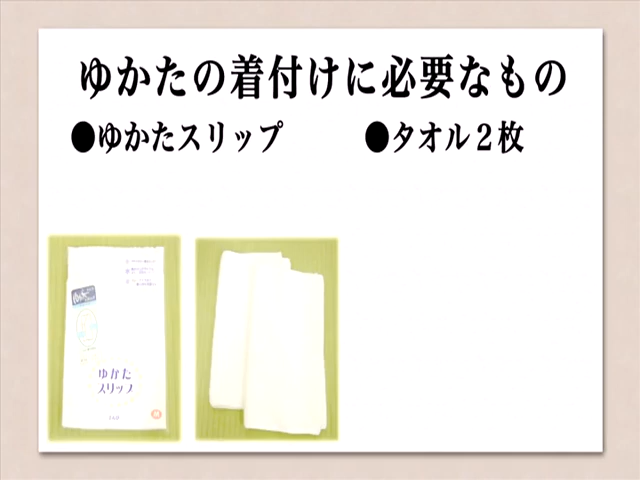 ゆかたの着付けに必要なもの
●ゆかたスリップ
●タオル２枚
ゆかた
スリップ